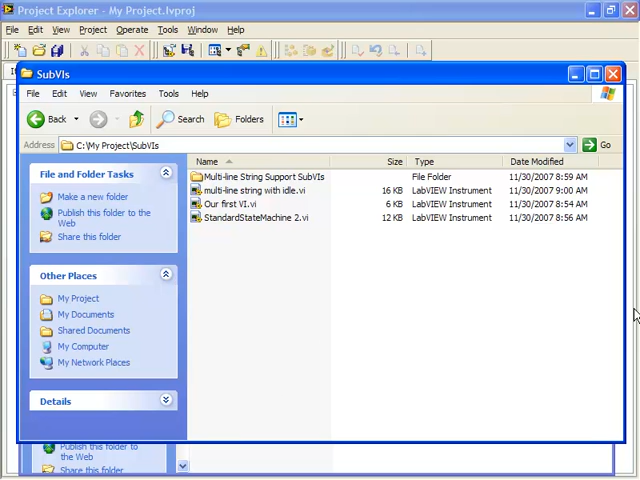 Project Explorer - My Project.lvproj
File Edit View Project Operate Tools Window Help
SubVIs
File Edit View Favorites Tools Help
Back Search Folders
Address C:\My Project\SubVIs Go
File and Folder Tasks
Make a new folder
Publish this folder to the Web
Share this folder
Other Places
My Project
My Documents
Shared Documents
My Computer
My Network Places
Details
Name Size Type Date Modified
Multi-line String Support SubVIs File Folder 11/30/2007 8:59 AM
multi-line string with idle.vi 16 KB LabVIEW Instrument 11/30/2007 9:00 AM
Our first VI.vi 6 KB LabVIEW Instrument 11/30/2007 8:54 AM
StandardStateMachine 2.vi 12 KB LabVIEW Instrument 11/30/2007 8:56 AM
Publish this folder to
the Web
Share this folder